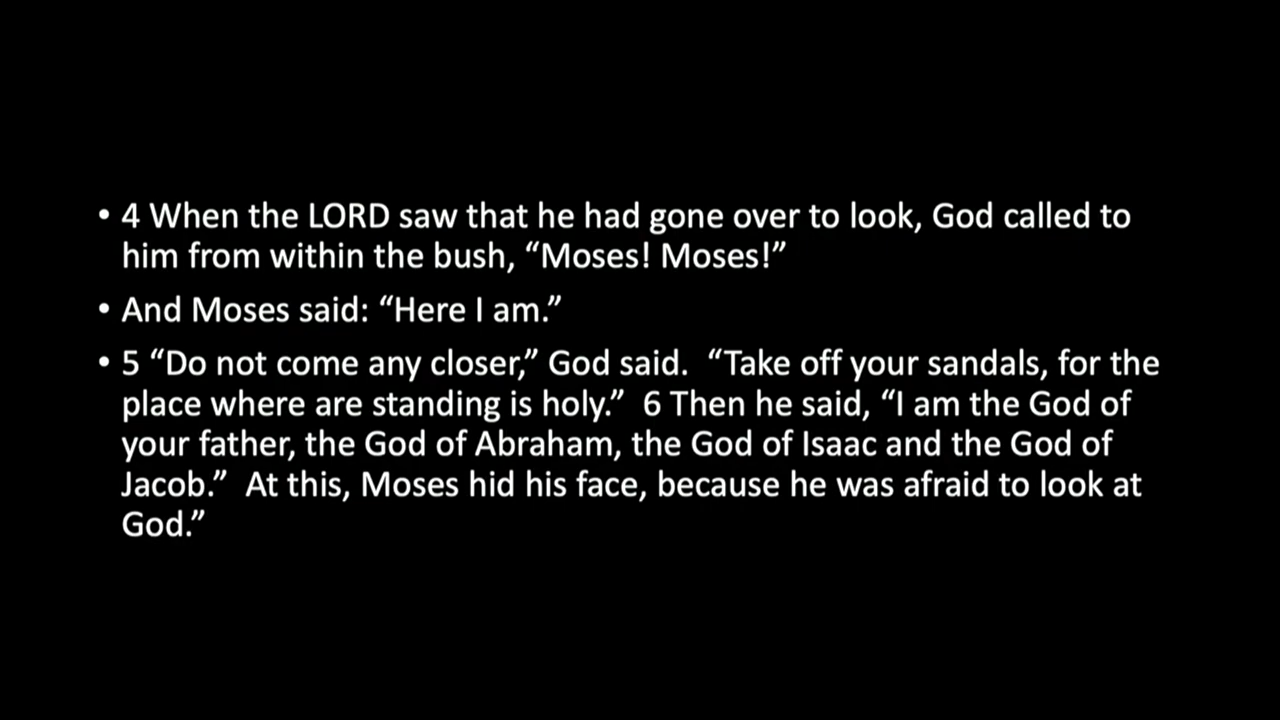 • 4 When the LORD saw that he had gone over to look, God called to
him from within the bush, “Moses! Moses!”
• And Moses said: “Here I am.”
• 5 “Do not come any closer,” God said.  “Take off your sandals, for the
place where are standing is holy.”  6 Then he said, “I am the God of
your father, the God of Abraham, the God of Isaac and the God of
Jacob.”  At this, Moses hid his face, because he was afraid to look at
God.”